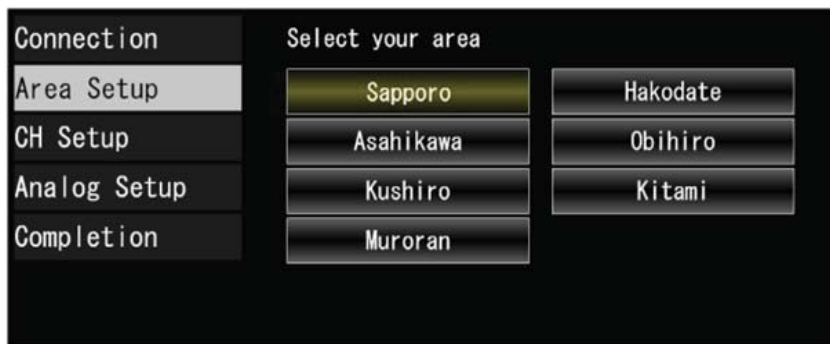 Connection
Area Setup
CH Setup
Analog Setup
Completion
Select your area
Sapporo
Hakodate
Asahikawa
Obihiro
Kushiro
Kitami
Muroran